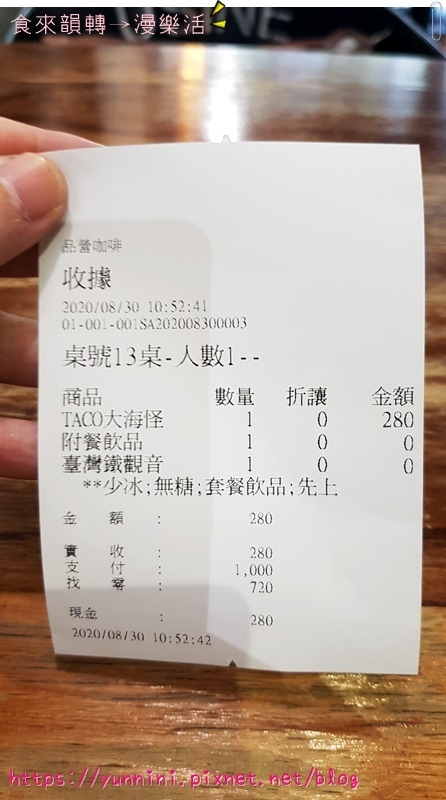 食來韻轉→漫樂活
品營咖啡
收據
2020/08/30 10:52:41
01-001-001SA202008300003
桌號13桌-人數1--
商品 數量 折讓 金額
TACO大海怪 1 0 280
附餐飲品 1 0 0
臺灣鐵觀音 1 0 0
**少冰;無糖;套餐飲品;先上
金 額 : 280
實 收 : 280
支 付 : 1,000
找 零 : 720
現金 : 280
2020/08/30 10:52:42
https://yunnini.pixnet.net/blog